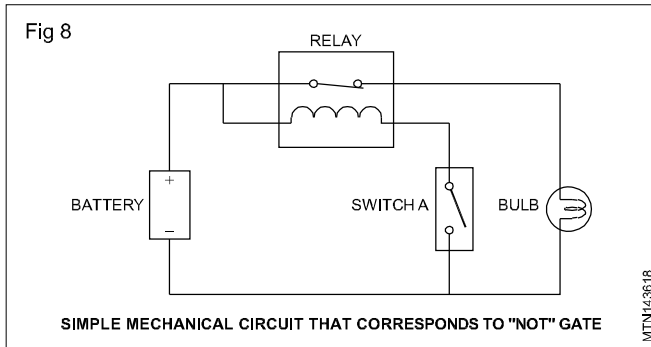 Fig 8
RELAY
+
BATTERY
–
SWITCH A
BULB
SIMPLE MECHANICAL CIRCUIT THAT CORRESPONDS TO "NOT" GATE
MTN143618